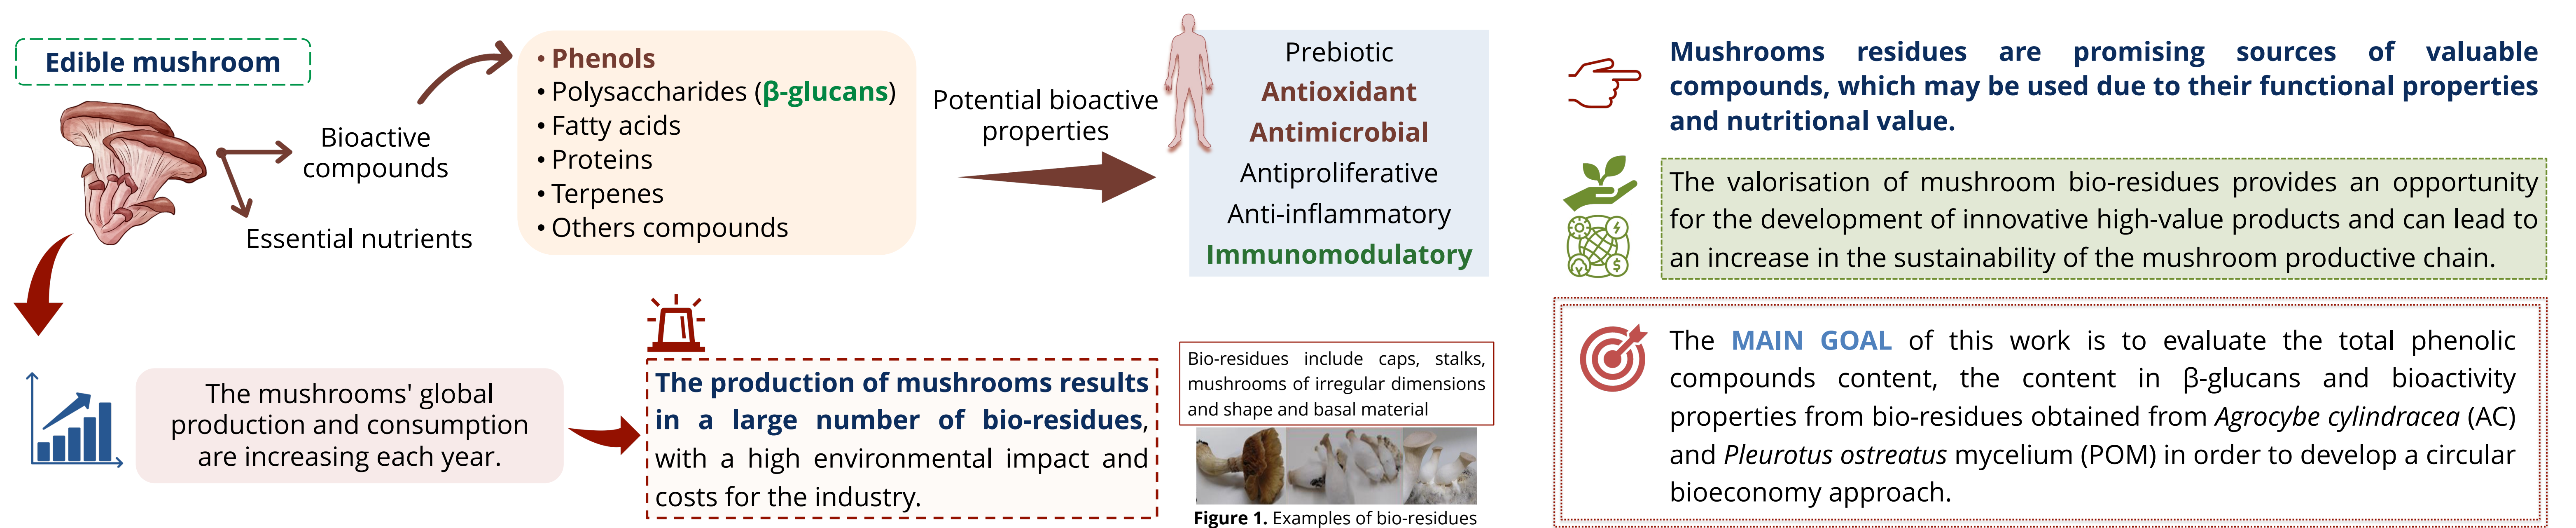 Edible mushroom
Bioactive
compounds
Essential nutrients
• Phenols
• Polysaccharides (β-glucans)
• Fatty acids
• Proteins
• Terpenes
• Others compounds
Potential bioactive
properties
Prebiotic
Antioxidant
Antimicrobial
Antiproliferative
Anti-inflammatory
Immunomodulatory
The mushrooms' global
production and consumption
are increasing each year.
The production of mushrooms results
in a large number of bio-residues,
with a high environmental impact and
costs for the industry.
Bio-residues include caps, stalks,
mushrooms of irregular dimensions
and shape and basal material
Figure 1. Examples of bio-residues
Mushrooms residues are promising sources of valuable
compounds, which may be used due to their functional properties
and nutritional value.
The valorisation of mushroom bio-residues provides an opportunity
for the development of innovative high-value products and can lead to
an increase in the sustainability of the mushroom productive chain.
The MAIN GOAL of this work is to evaluate the total phenolic
compounds content, the content in β-glucans and bioactivity
properties from bio-residues obtained from Agrocybe cylindracea (AC)
and Pleurotus ostreatus mycelium (POM) in order to develop a circular
bioeconomy approach.